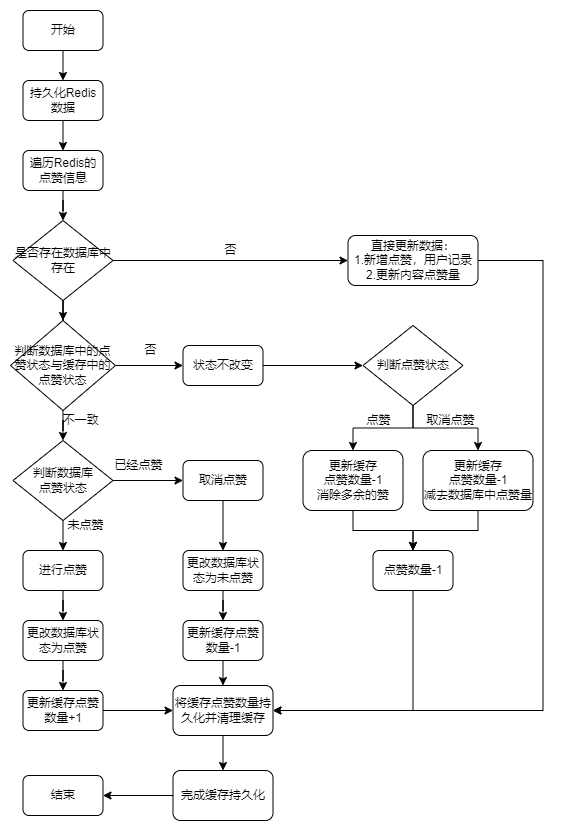 开始
持久化Redis
数据
遍历Redis的
点赞信息
是否存在数据库中
存在
否
直接更新数据：
1.新增点赞，用户记录
2.更新内容点赞量
判断数据库中的点
赞状态与缓存中的
点赞状态
否
状态不改变
判断点赞状态
不一致
点赞
取消点赞
判断数据库
点赞状态
已经点赞
取消点赞
更新缓存
点赞数量-1
消除多余的赞
更新缓存
点赞数量-1
减去数据库中点赞量
未点赞
进行点赞
更改数据库状
态为未点赞
点赞数量-1
更改数据库状
态为点赞
更新缓存点赞
数量-1
更新缓存点赞
数量+1
将缓存点赞数量持
久化并清理缓存
结束
完成缓存持久化